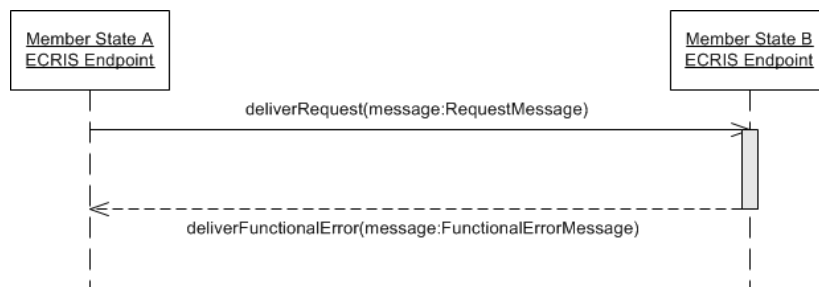 Member State A
ECRIS Endpoint
Member State B
ECRIS Endpoint
deliverRequest(message:RequestMessage)
deliverFunctionalError(message:FunctionalErrorMessage)